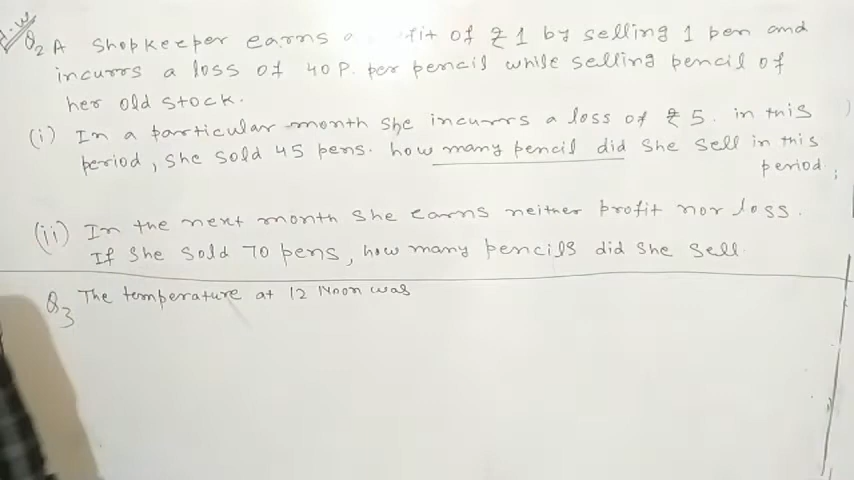 H.W
Q2 A Shopkeeper earns a fit of ₹1 by selling 1 pen and
incurrs a loss of 40 P. per pencil while selling pencil of
her old stock.
(i) In a particular month she incurrs a loss of ₹5. in this
period, she sold 45 pens. how many pencil did she sell in this
period;
(ii) In the next month she earns neither profit nor loss.
If she sold 70 pens, how many pencils did she sell.
Q3 The temperature at 12 Noon was